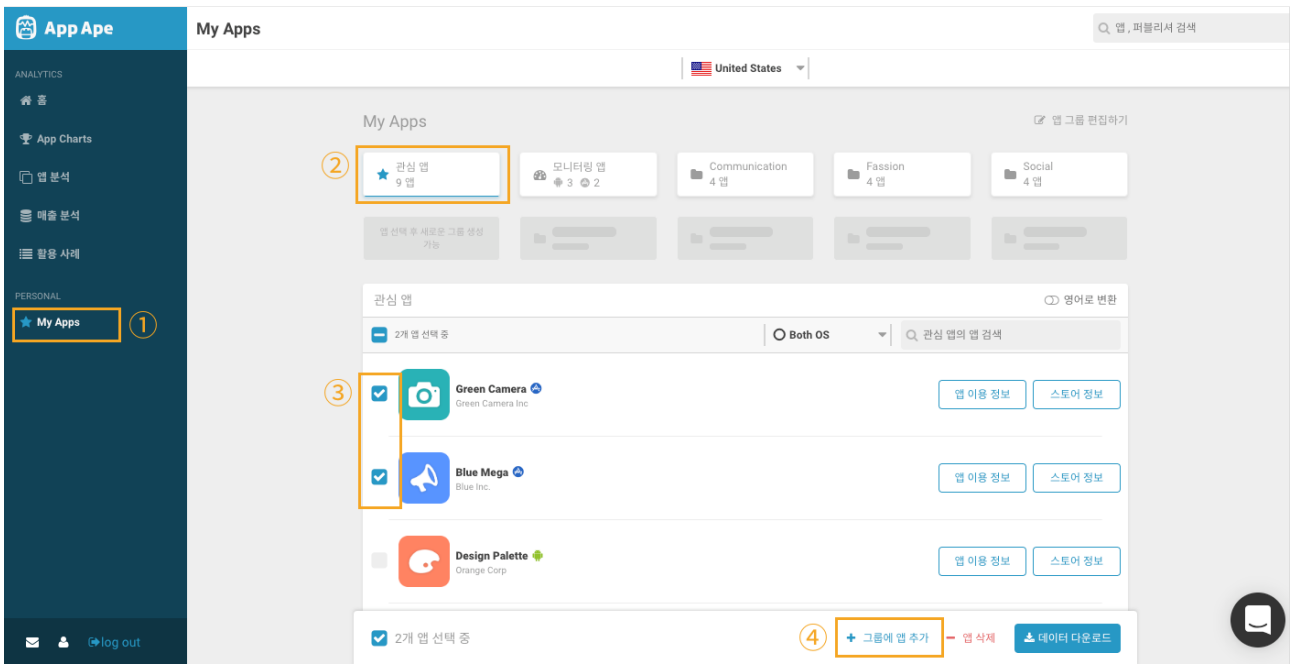 App Ape
My Apps
앱 , 퍼블리셔 검색
United States
ANALYTICS
홈
App Charts
앱 분석
매출 분석
활용 사례
PERSONAL
My Apps
①
My Apps
앱 그룹 편집하기
②
관심 앱
9 앱
모니터링 앱
3 2
Communication
4 앱
Fassion
4 앱
Social
4 앱
앱 선택 후 새로운 그룹 생성
가능
관심 앱
영어로 변환
2개 앱 선택 중
Both OS
관심 앱의 앱 검색
③
Green Camera
Green Camera Inc
앱 이용 정보
스토어 정보
Blue Mega
Blue Inc.
앱 이용 정보
스토어 정보
Design Palette
Orange Corp
앱 이용 정보
스토어 정보
2개 앱 선택 중
④
+ 그룹에 앱 추가
− 앱 삭제
데이터 다운로드
log out